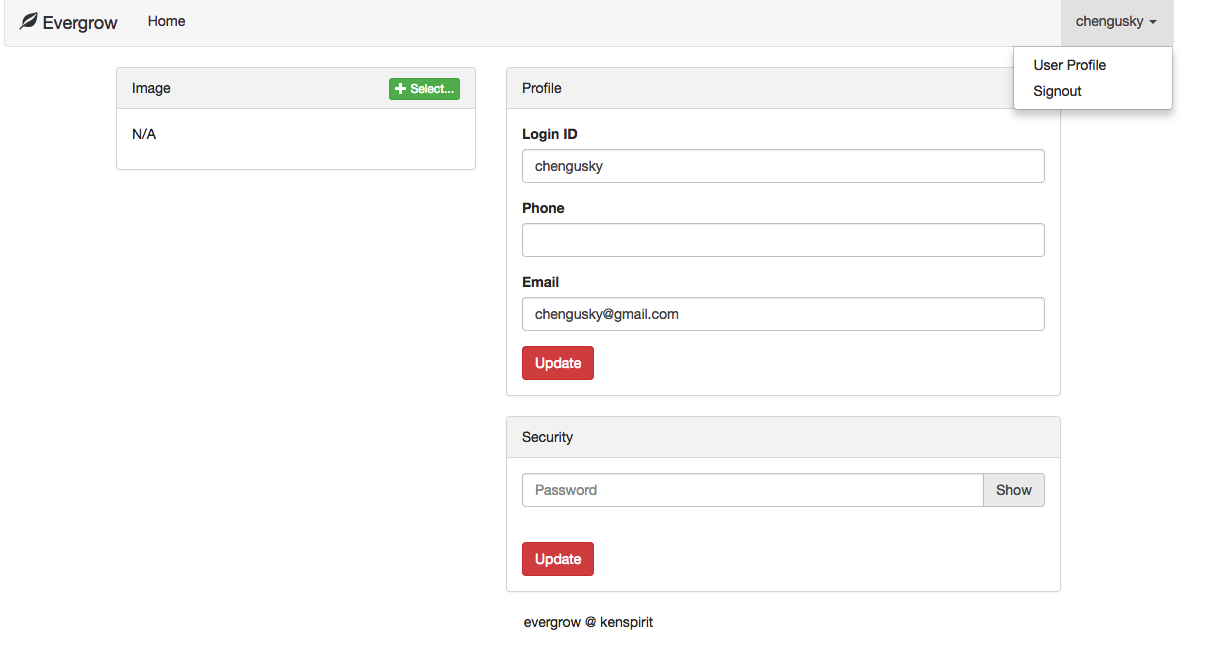 Evergrow Home chengusky
User Profile
Signout
Image Select...
N/A
Profile
Login ID
chengusky
Phone
Email
chengusky@gmail.com
Update
Security
Password Show
Update
evergrow @ kenspirit